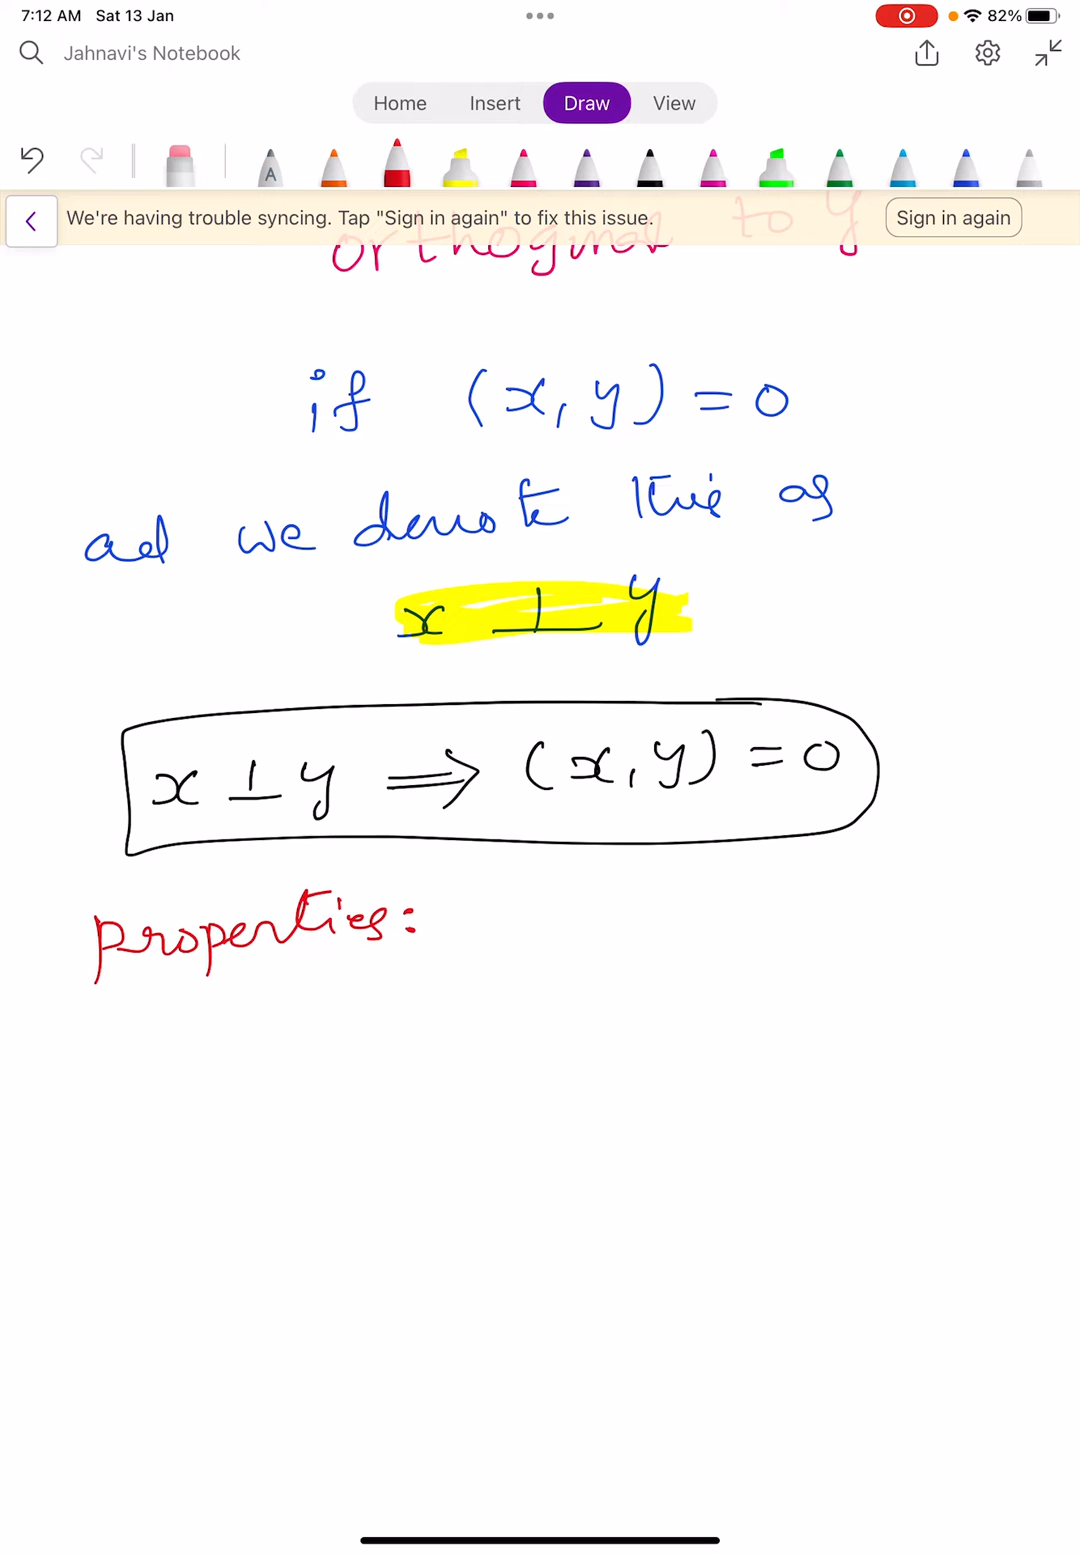 7:12 AM Sat 13 Jan
82%
Jahnavi's Notebook
Home Insert Draw View
A
We're having trouble syncing. Tap "Sign in again" to fix this issue. Sign in again
orthoginal to y
if (x, y) = 0
ad we denote this as
x ⊥ y
x ⊥ y ⟹ (x, y) = 0
Properties: